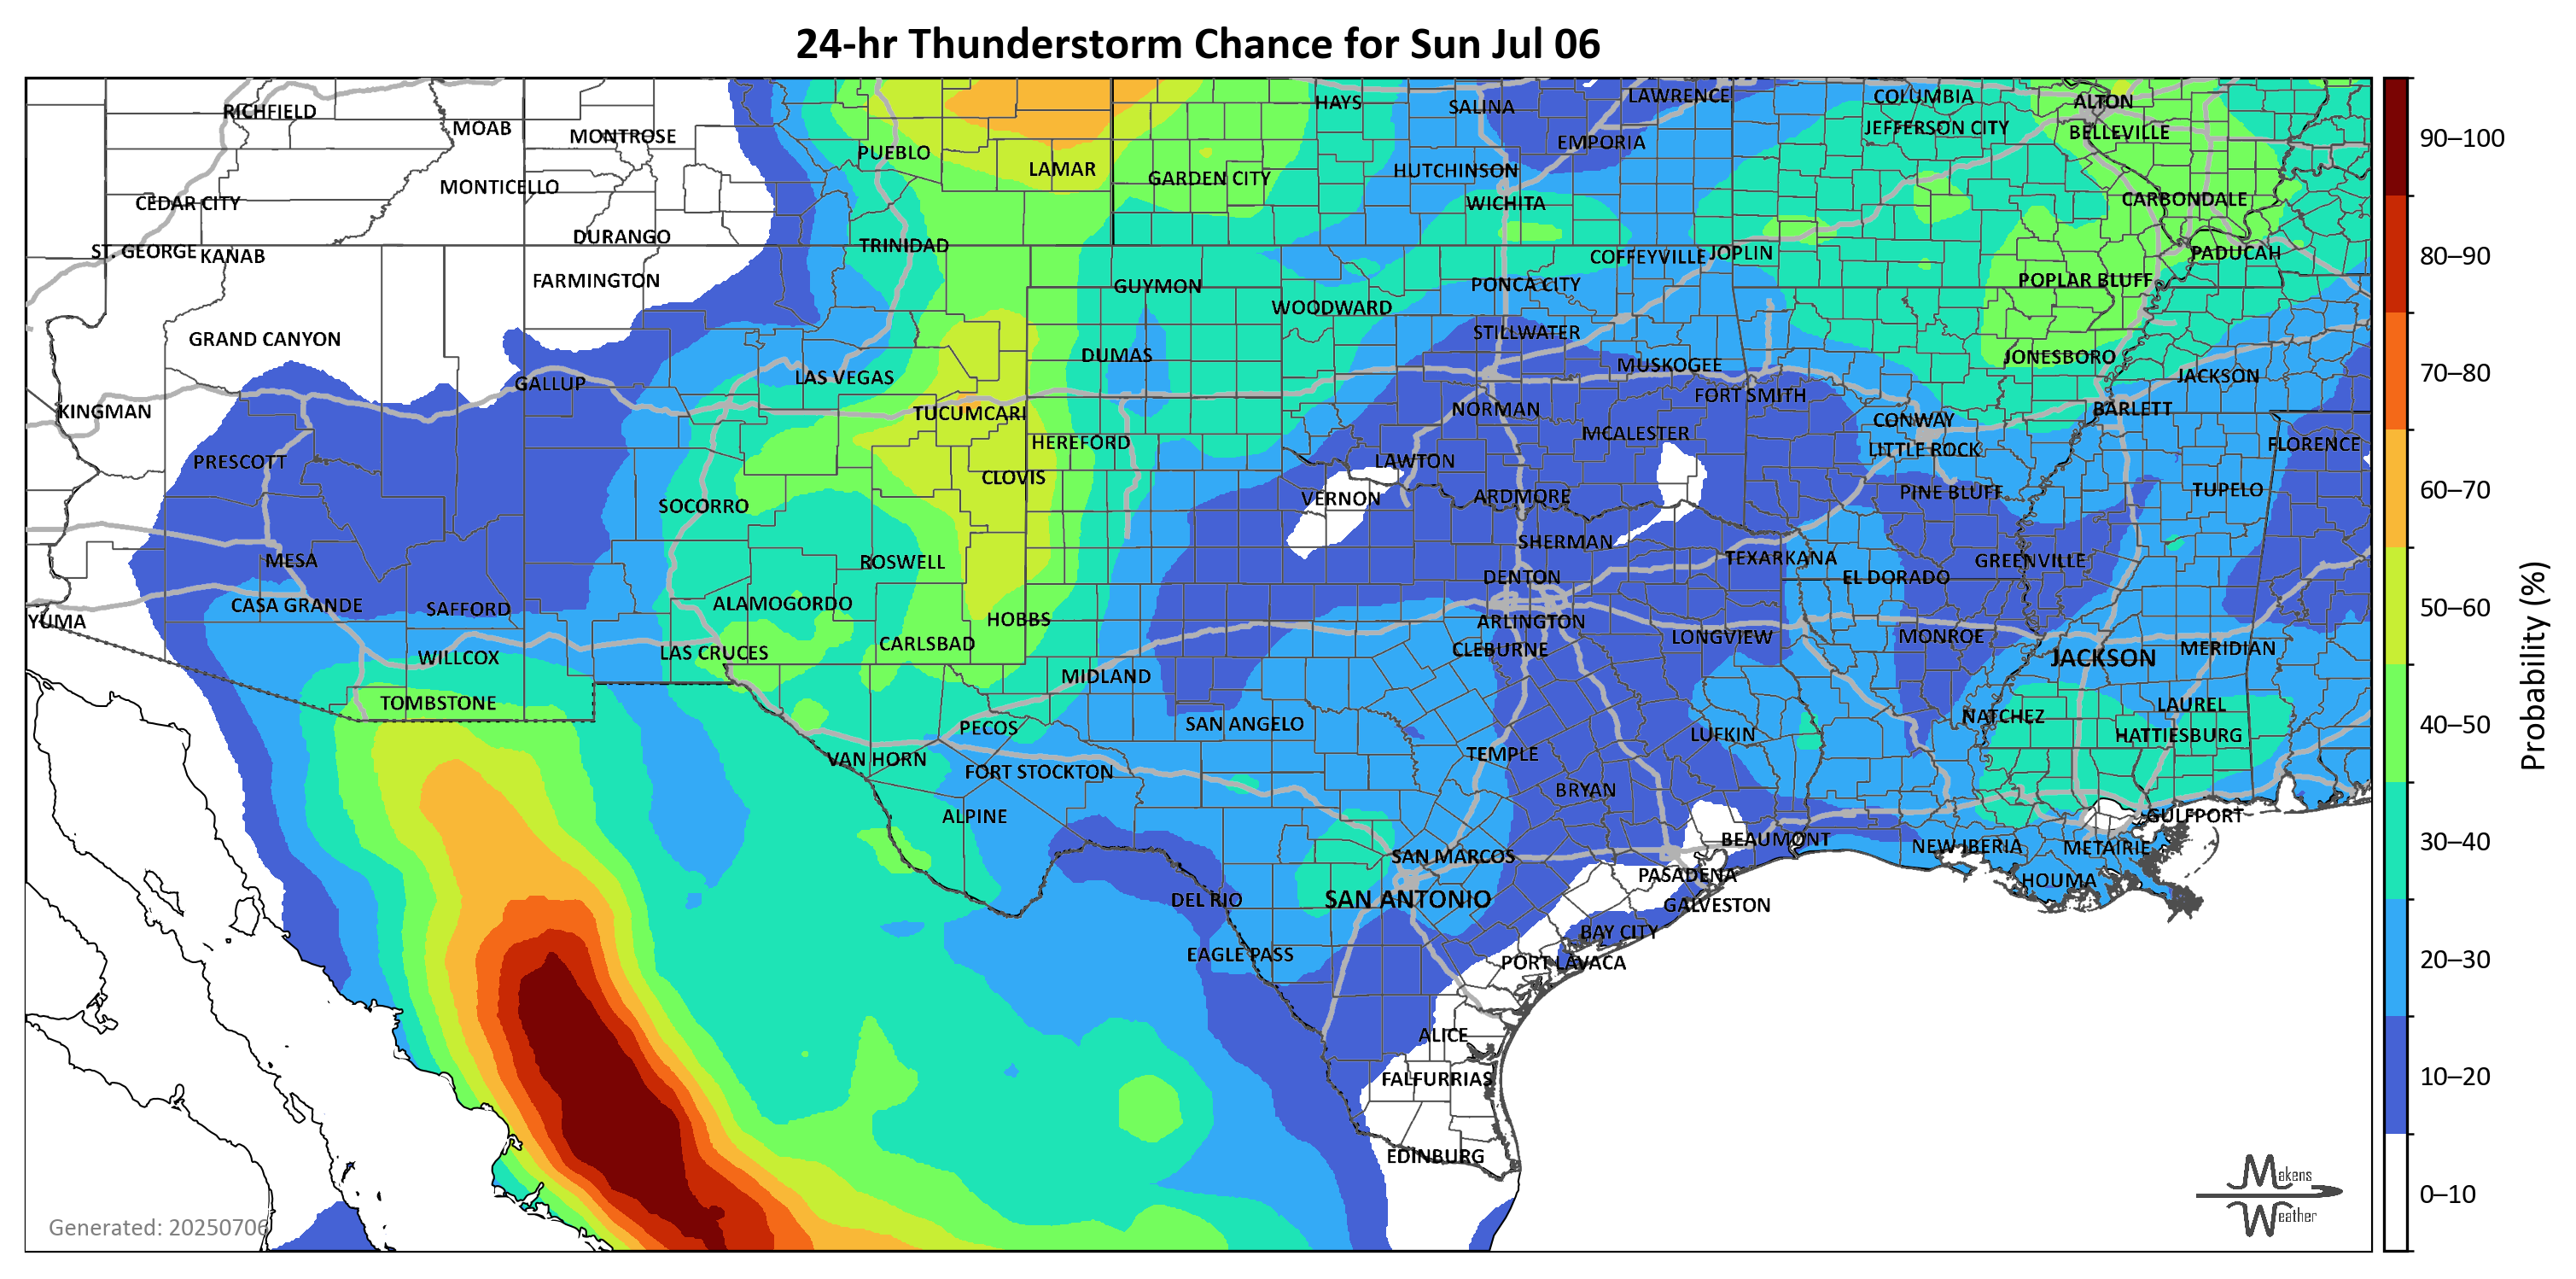 24-hr Thunderstorm Chance for Sun Jul 06
RICHFIELD
MOAB
MONTROSE
PUEBLO
LAMAR
GARDEN CITY
HAYS
SALINA
LAWRENCE
EMPORIA
COLUMBIA
JEFFERSON CITY
ALTON
BELLEVILLE
90–100
MONTICELLO
CEDAR CITY
HUTCHINSON
WICHITA
CARBONDALE
ST. GEORGE
KANAB
DURANGO
TRINIDAD
COFFEYVILLE
JOPLIN
PADUCAH
80–90
FARMINGTON
GUYMON
WOODWARD
PONCA CITY
POPLAR BLUFF
GRAND CANYON
DUMAS
STILLWATER
MUSKOGEE
JONESBORO
JACKSON
70–80
KINGMAN
GALLUP
LAS VEGAS
TUCUMCARI
NORMAN
FORT SMITH
CONWAY
BARLETT
PRESCOTT
HEREFORD
CLOVIS
LAWTON
MCALESTER
LITTLE ROCK
FLORENCE
60–70
SOCORRO
VERNON
ARDMORE
PINE BLUFF
TUPELO
MESA
ROSWELL
SHERMAN
TEXARKANA
GREENVILLE
CASA GRANDE
SAFFORD
ALAMOGORDO
HOBBS
DENTON
EL DORADO
50–60
YUMA
WILLCOX
LAS CRUCES
CARLSBAD
ARLINGTON
CLEBURNE
LONGVIEW
MONROE
JACKSON
MERIDIAN
TOMBSTONE
MIDLAND
PECOS
SAN ANGELO
LUFKIN
NATCHEZ
LAUREL
HATTIESBURG
40–50
Probability (%)
VAN HORN
FORT STOCKTON
TEMPLE
ALPINE
BRYAN
GULFPORT
30–40
SAN MARCOS
BEAUMONT
NEW IBERIA
METAIRIE
DEL RIO
SAN ANTONIO
PASADENA
GALVESTON
HOUMA
EAGLE PASS
BAY CITY
PORT LAVACA
20–30
ALICE
FALFURRIAS
10–20
EDINBURG
0–10
Makens
Weather
Generated: 20250706